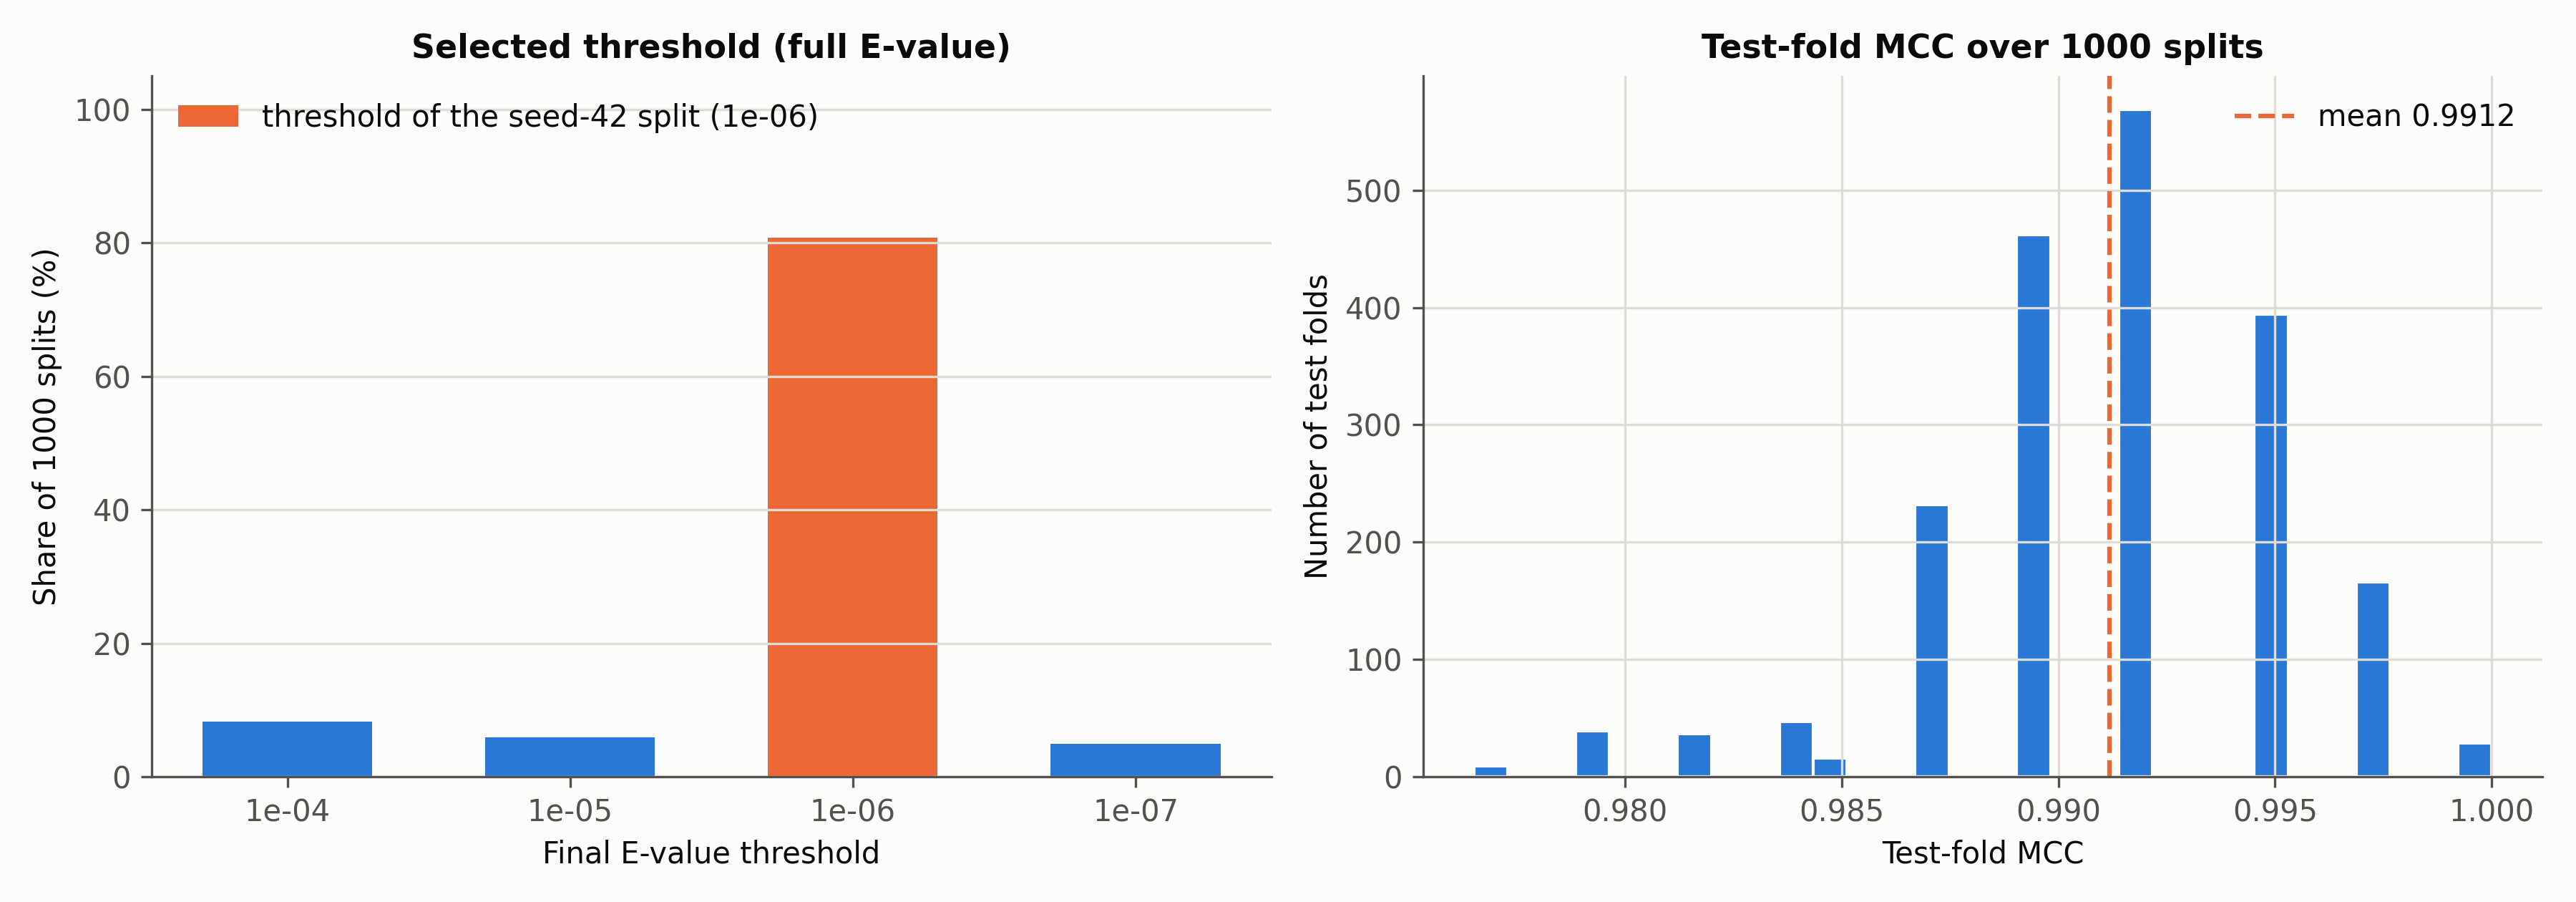 Selected threshold (full E-value)
threshold of the seed-42 split (1e-06)
Share of 1000 splits (%)
100
80
60
40
20
0
1e-04 1e-05 1e-06 1e-07
Final E-value threshold
Test-fold MCC over 1000 splits
mean 0.9912
Number of test folds
500
400
300
200
100
0
0.980 0.985 0.990 0.995 1.000
Test-fold MCC